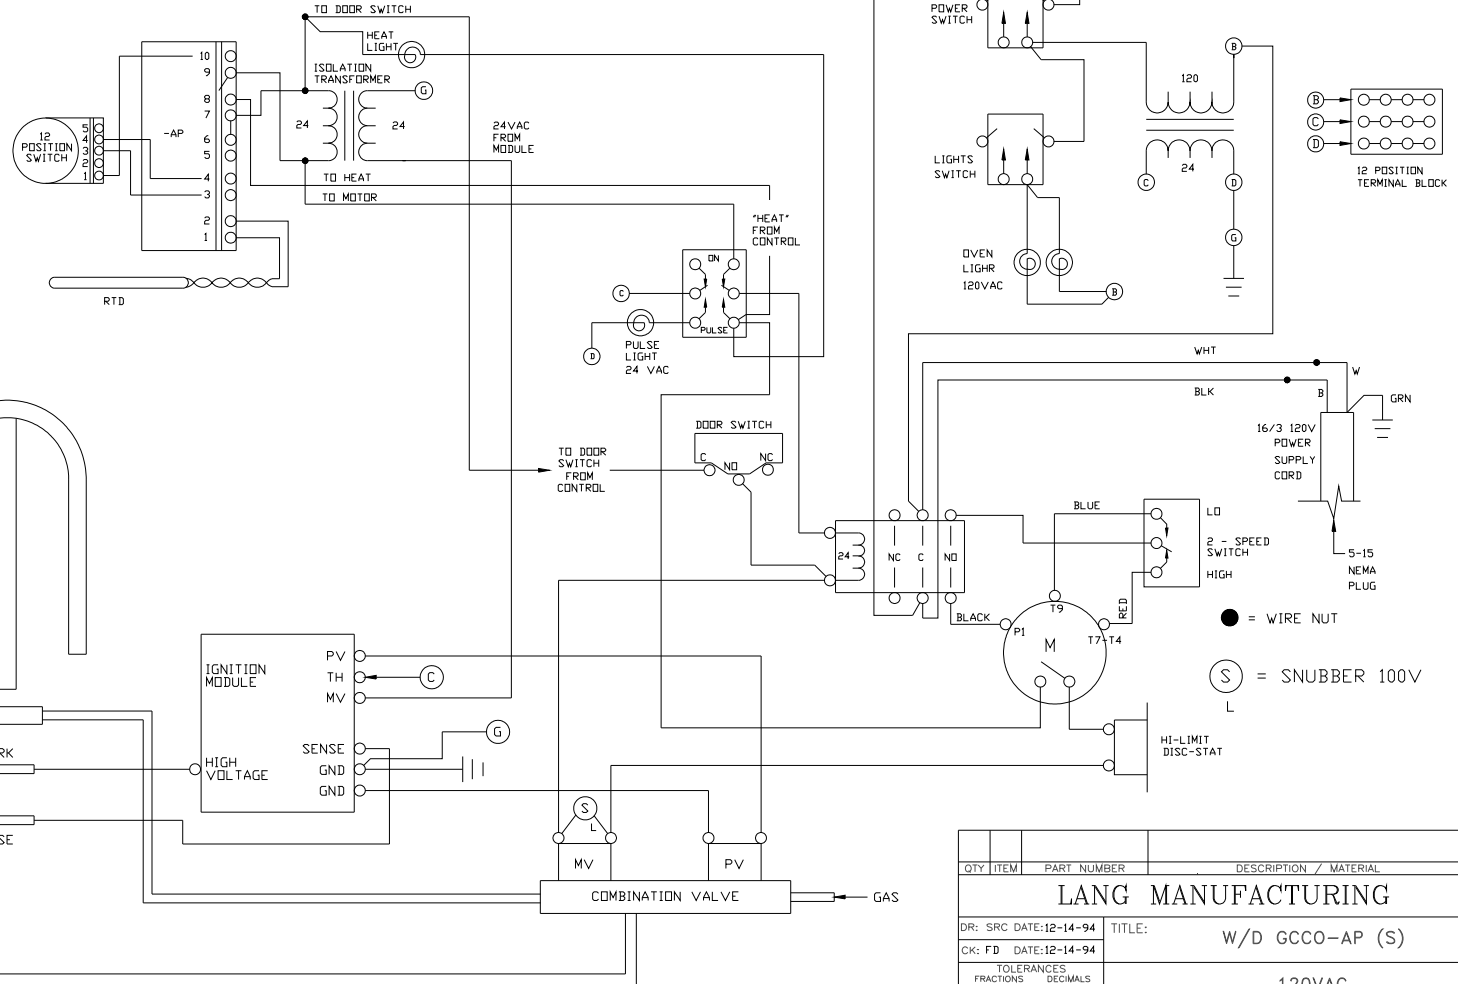 TO DOOR SWITCH
HEAT
LIGHT
ISOLATION
TRANSFORMER
G
24
24
24VAC
FROM
MODULE
TO HEAT
TO MOTOR
10
9
8
7
6
5
4
3
2
1
-AP
12
POSITION
SWITCH
5
4
3
2
1
RTD
"HEAT"
FROM
CONTROL
ON
PULSE
C
D
PULSE
LIGHT
24 VAC
POWER
SWITCH
LIGHTS
SWITCH
OVEN
LIGHR
120VAC
B
120
24
B
C
D
G
B
C
D
12 POSITION
TERMINAL BLOCK
WHT
BLK
W
B
GRN
16/3 120V
POWER
SUPPLY
CORD
5-15
NEMA
PLUG
DOOR SWITCH
C
NO
NC
TO DOOR
SWITCH
FROM
CONTROL
24
NC
C
NO
BLUE
LO
2 - SPEED
SWITCH
HIGH
BLACK
RED
P1
T9
T7-T4
M
= WIRE NUT
S
L
= SNUBBER 100V
HI-LIMIT
DISC-STAT
IGNITION
MODULE
PV
TH
MV
C
SENSE
GND
GND
G
HIGH
VOLTAGE
RK
SE
S
L
MV
PV
COMBINATION VALVE
GAS
QTY ITEM PART NUMBER DESCRIPTION / MATERIAL
LANG MANUFACTURING
DR: SRC DATE:12-14-94
CK: FD DATE:12-14-94
TITLE:
W/D GCCO-AP (S)
TOLERANCES
FRACTIONS DECIMALS
120VAC